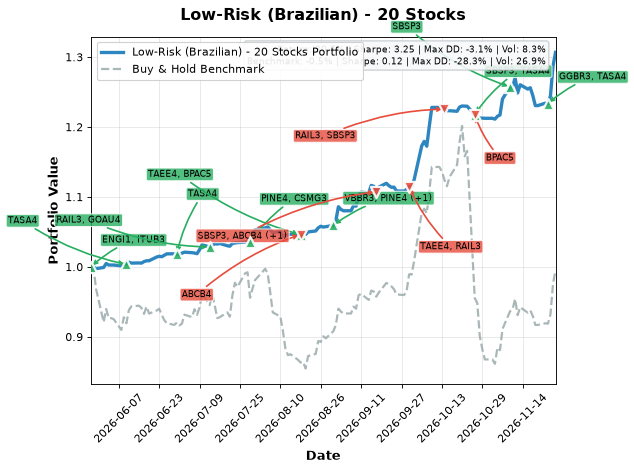 Low-Risk (Brazilian) - 20 Stocks
SBSP3
Low-Risk (Brazilian) - 20 Stocks Portfolio
Sharpe: 3.25 | Max DD: -3.1% | Vol: 8.3%
Buy & Hold Benchmark
Benchmark: -0.5% | Sharpe: 0.12 | Max DD: -28.3% | Vol: 26.9%
SBSP3, TASA4
GGBR3, TASA4
RAIL3, SBSP3
BPAC5
TAEE4, BPAC5
TASA4
PINE4, CSMG3
VBBR3, PINE4 (+1)
TASA4
RAIL3, GOAU4
ENGI1, ITUB3
SBSP3, ABCB4 (+1)
TAEE4, RAIL3
ABCB4
Portfolio Value
1.3
1.2
1.1
1.0
0.9
2026-06-07
2026-06-23
2026-07-09
2026-07-25
2026-08-10
2026-08-26
2026-09-11
2026-09-27
2026-10-13
2026-10-29
2026-11-14
Date